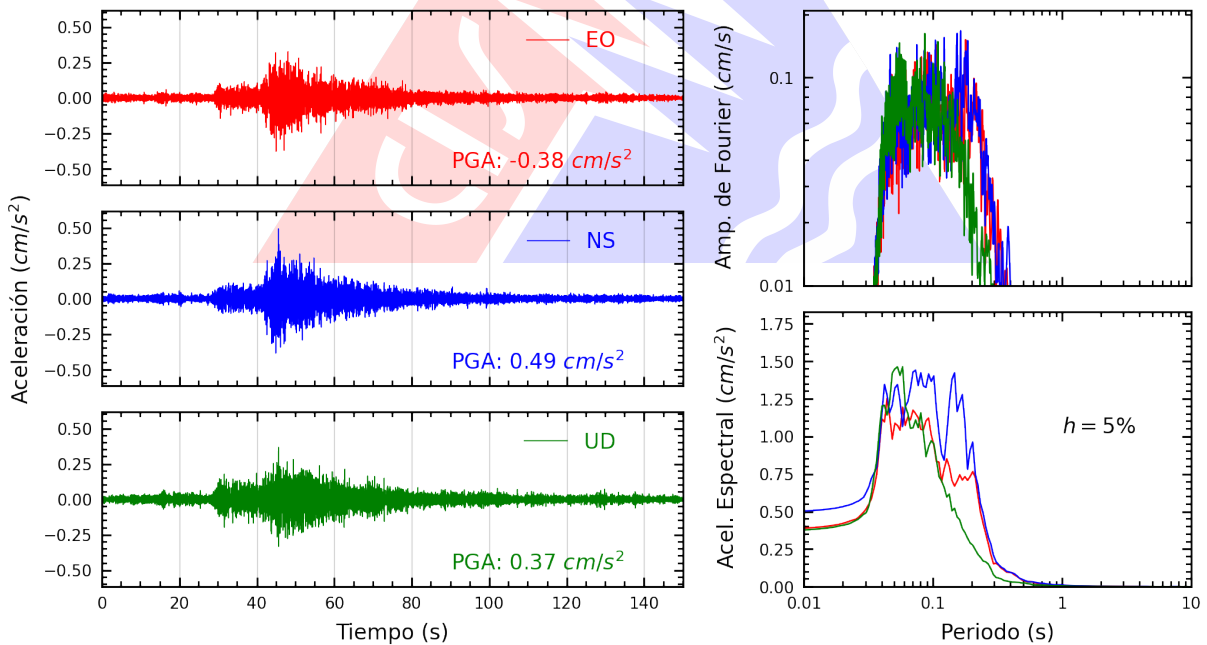 Aceleración (cm/s²)
0.50
0.25
0.00
−0.25
−0.50
EO
PGA: -0.38 cm/s²
0.50
0.25
0.00
−0.25
−0.50
NS
PGA: 0.49 cm/s²
0.50
0.25
0.00
−0.25
−0.50
UD
PGA: 0.37 cm/s²
0 20 40 60 80 100 120 140
Tiempo (s)
Amp. de Fourier (cm/s)
0.1
0.01
Acel. Espectral (cm/s²)
1.75
1.50
1.25
1.00
0.75
0.50
0.25
0.00
h = 5%
0.01 0.1 1 10
Periodo (s)